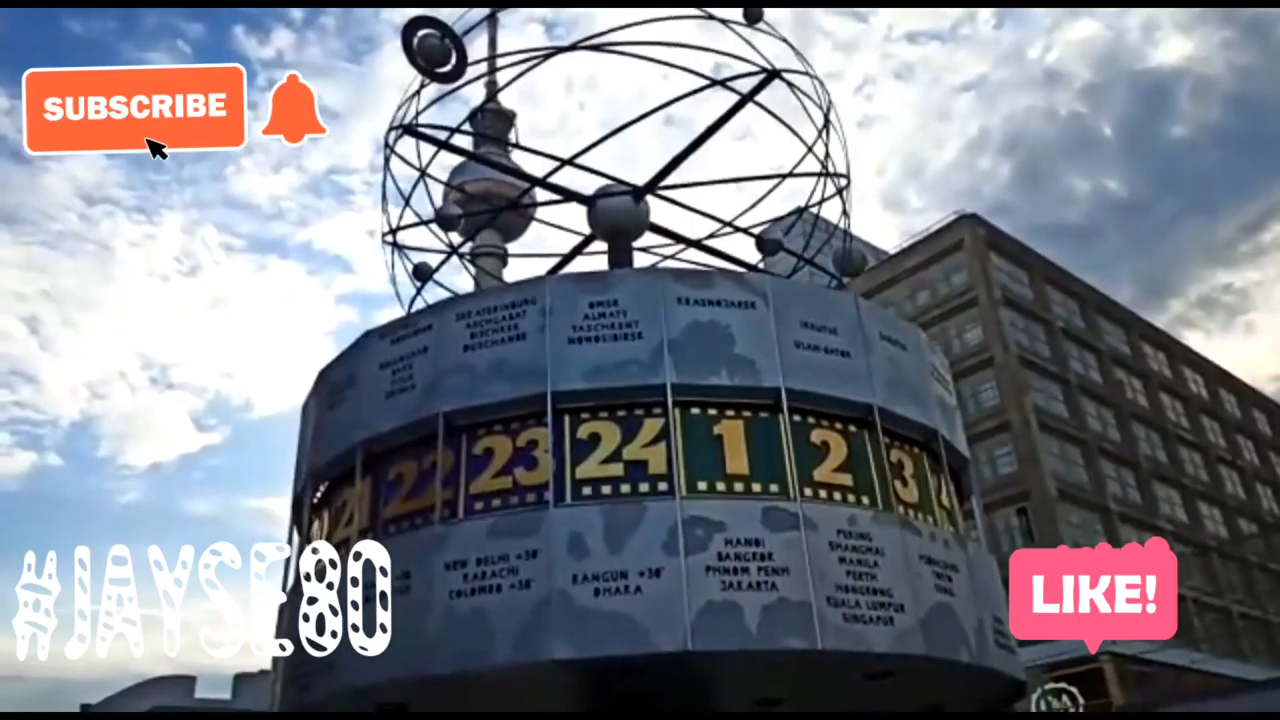 SUBSCRIBE
JEKATERINBURG
ASCHGABAT
BISCHKEK
DUSCHANBE
OMSK
ALMATY
TASCHKENT
NOWOSIBIRSK
KRASNOJARSK
IRKUTSK
ULAN-BATOR
21 22 23 24 1 2 3
NEW DELHI +30'
KARACHI
COLOMBO +30'
RANGUN +30'
DHAKA
HANOI
BANGKOK
PHNOM PENH
JAKARTA
PEKING
SHANGHAI
MANILA
PERTH
HONGKONG
KUALA LUMPUR
SINGAPUR
#JAYSE80
LIKE!